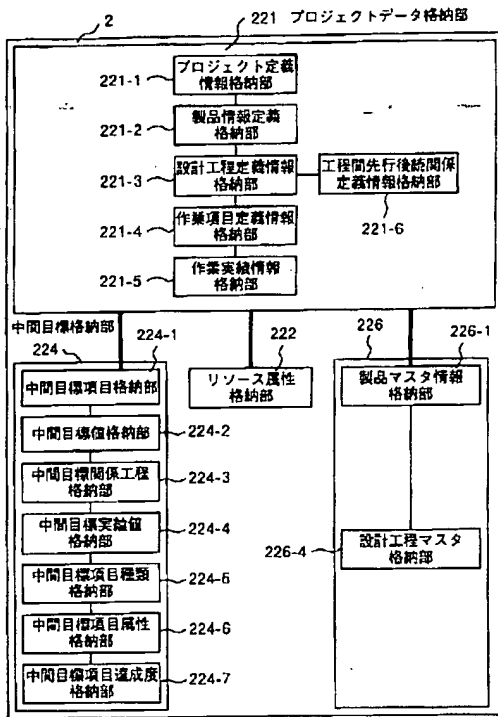 2
221 プロジェクトデータ格納部
221-1
プロジェクト定義
情報格納部
221-2
製品情報定義
格納部
221-3
設計工程定義情報
格納部
工程間先行後続関係
定義情報格納部
221-6
221-4
作業項目定義情報
格納部
221-5
作業実績情報
格納部
中間目標格納部
224
224-1
222
226
226-1
中間目標項目格納部
リソース属性
格納部
製品マスタ情報
格納部
中間目標値格納部
224-2
中間目標関係工程
格納部
224-3
中間目標実績値
格納部
224-4
226-4
設計工程マスタ
格納部
中間目標項目種類
格納部
224-5
中間目標項目属性
格納部
224-6
中間目標項目達成度
格納部
224-7